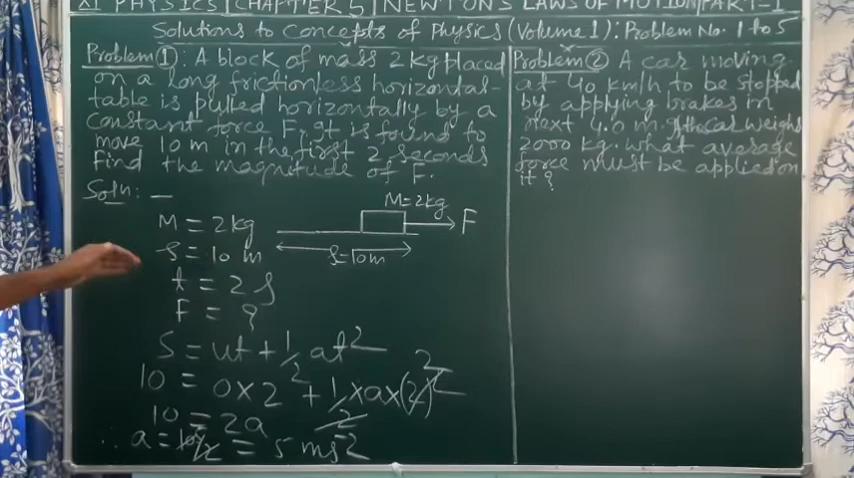 XI PHYSICS | CHAPTER 5 | NEWTON'S LAWS OF MOTION/PART-1
Solutions to Concepts of Physics (Volume 1): Problem No. 1 to 5
Problem ①: A block of mass 2 kg placed
on a long frictionless horizontal-
table is pulled horizontally by a
constant force F. It is found to
move 10 m in the first 2 seconds
Find the magnitude of F.
Soln: —
M = 2 kg
S = 10 m
t = 2 s
F = ?
M = 2kg
F
S = 10m
S = ut + 1/2 at²
10 = 0 × 2 + 1/2 × a × (2)²
10 = 2a
∴ a = 10/2 = 5 ms-2
Problem ② A car moving
at 40 km/h to be stopped
by applying brakes in
next 4.0 m. If the car weighs
2000 kg. what average
force must be applied on
it ?